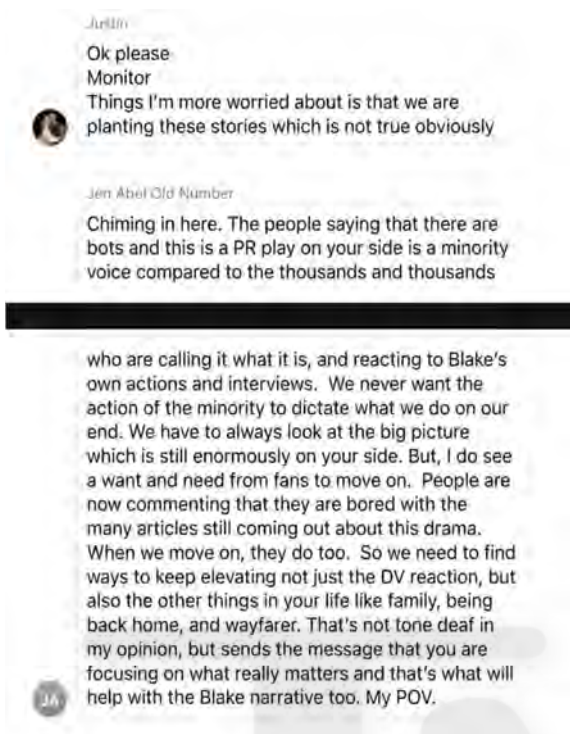 Justin
Ok please
Monitor
Things I'm more worried about is that we are
planting these stories which is not true obviously
Jen Abel Old Number
Chiming in here. The people saying that there are
bots and this is a PR play on your side is a minority
voice compared to the thousands and thousands
who are calling it what it is, and reacting to Blake's
own actions and interviews. We never want the
action of the minority to dictate what we do on our
end. We have to always look at the big picture
which is still enormously on your side. But, I do see
a want and need from fans to move on. People are
now commenting that they are bored with the
many articles still coming out about this drama.
When we move on, they do too. So we need to find
ways to keep elevating not just the DV reaction, but
also the other things in your life like family, being
back home, and wayfarer. That's not tone deaf in
my opinion, but sends the message that you are
focusing on what really matters and that's what will
help with the Blake narrative too. My POV.
JA